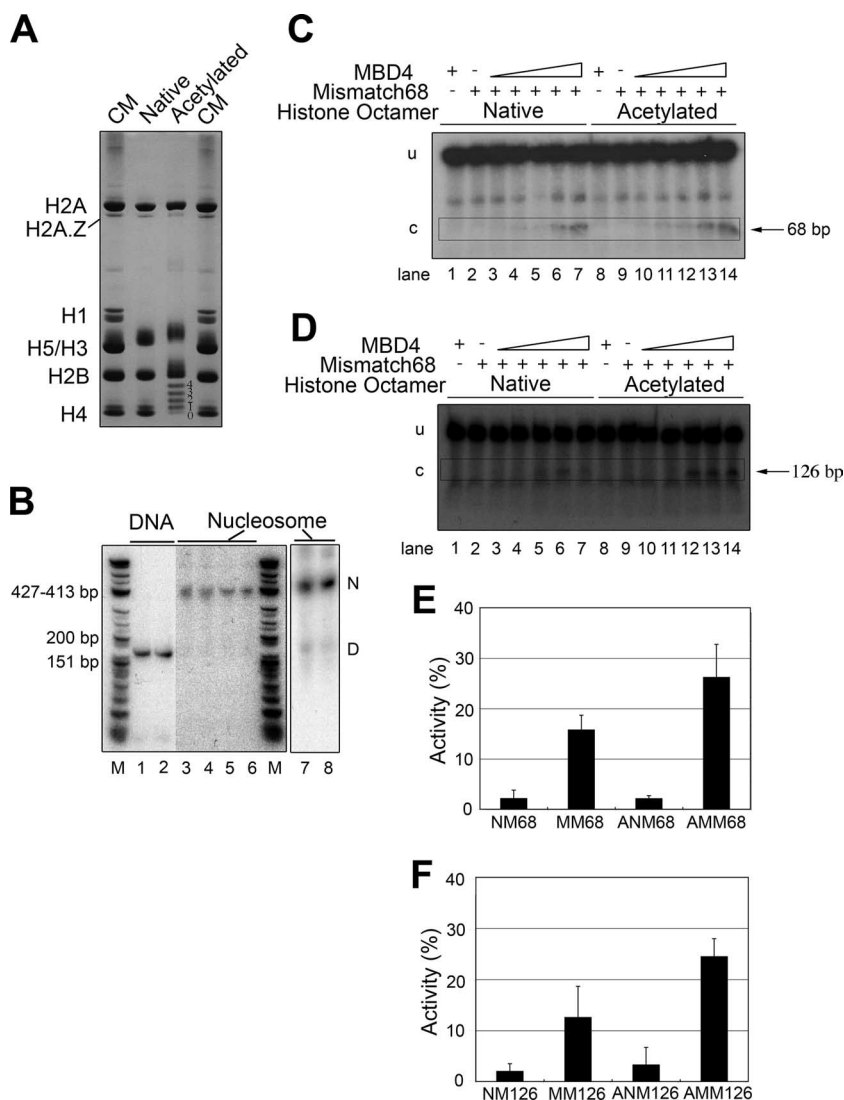 A
CM
Native
Acetylated
CM
H2A
H2A.Z
H1
H5/H3
H2B
H4
4
3
2
1
0
B
DNA Nucleosome
427-413 bp
200 bp
151 bp
N
D
M 1 2 3 4 5 6 M 7 8
C
MBD4 + - + -
Mismatch68 - + + + + + + - + + + + + +
Histone Octamer Native Acetylated
u
c
68 bp
lane 1 2 3 4 5 6 7 8 9 10 11 12 13 14
D
MBD4 + - + -
Mismatch68 - + + + + + + - + + + + + +
Histone Octamer Native Acetylated
u
c
126 bp
lane 1 2 3 4 5 6 7 8 9 10 11 12 13 14
E
Activity (%)
40
30
20
10
0
NM68 MM68 ANM68 AMM68
F
Activity (%)
40
30
20
10
0
NM126 MM126 ANM126 AMM126